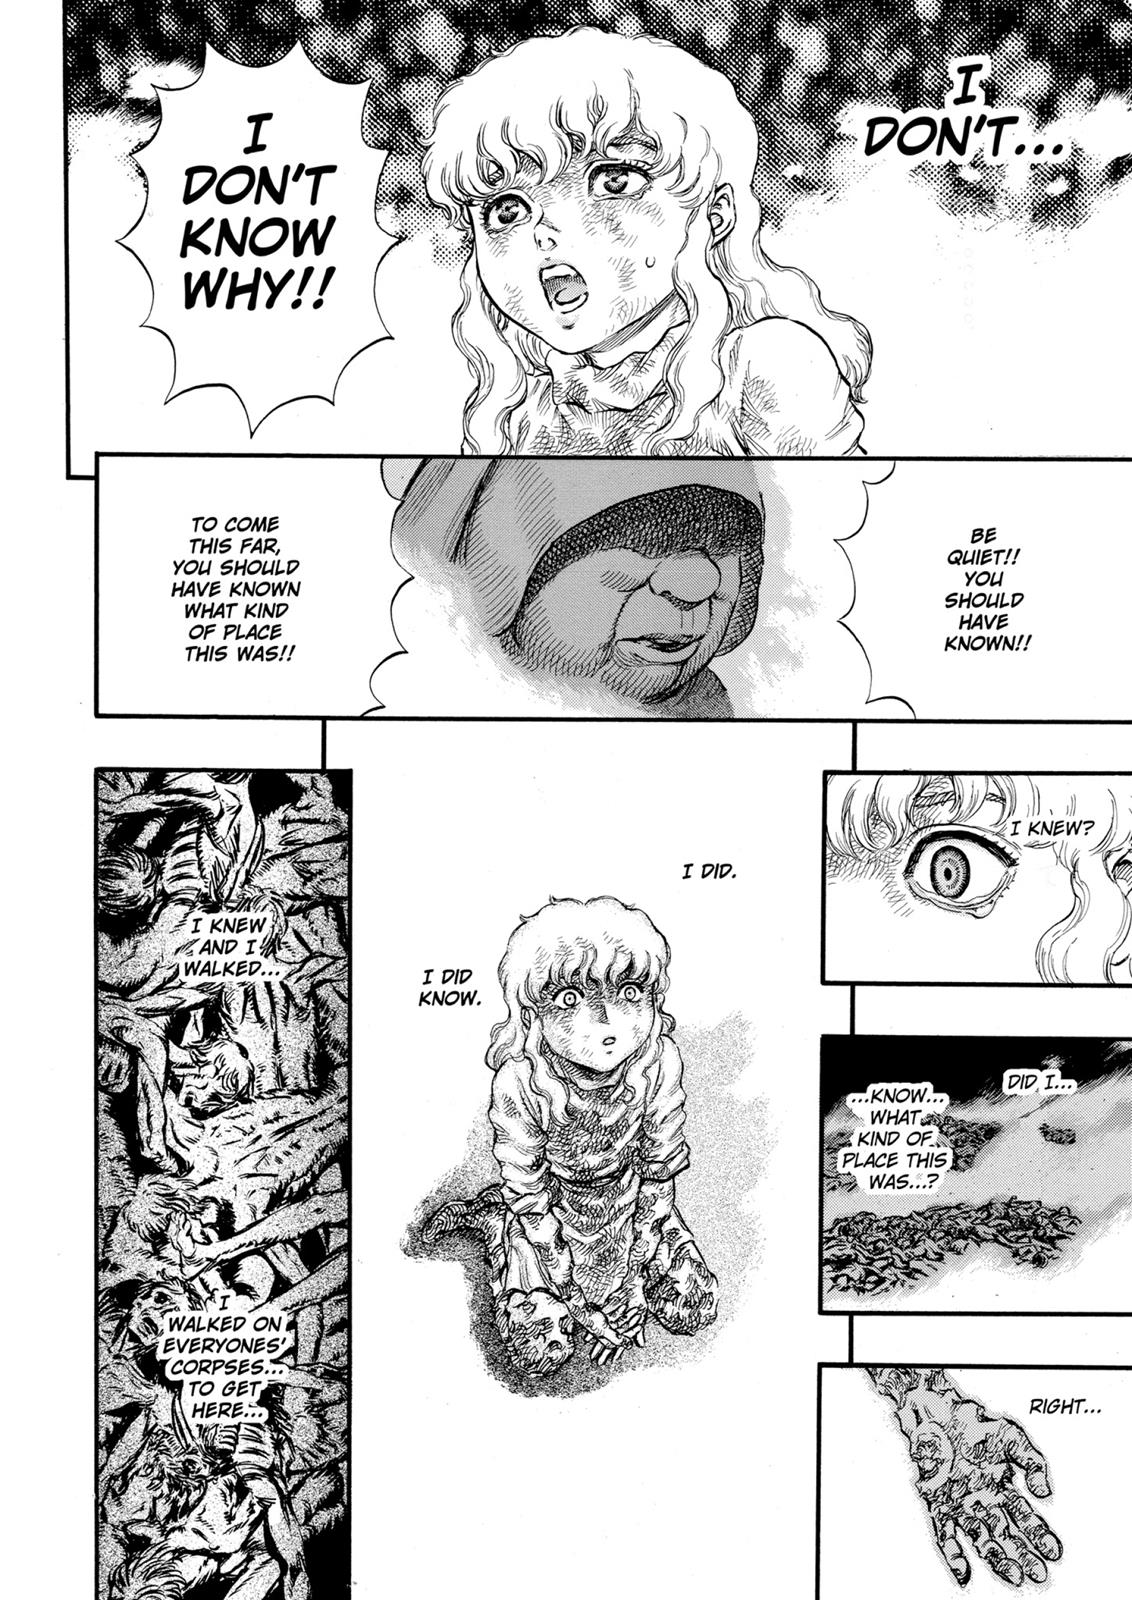 I
DON'T...
I
DON'T
KNOW
WHY!!
BE
QUIET!!
YOU
SHOULD
HAVE
KNOWN!!
TO COME
THIS FAR,
YOU SHOULD
HAVE KNOWN
WHAT KIND
OF PLACE
THIS WAS!!
I KNEW?
DID I...
...KNOW...
WHAT
KIND OF
PLACE THIS
WAS...?
RIGHT...
I DID.
I DID
KNOW.
I KNEW
AND I
WALKED...
I
WALKED ON
EVERYONES'
CORPSES...
TO GET
HERE...